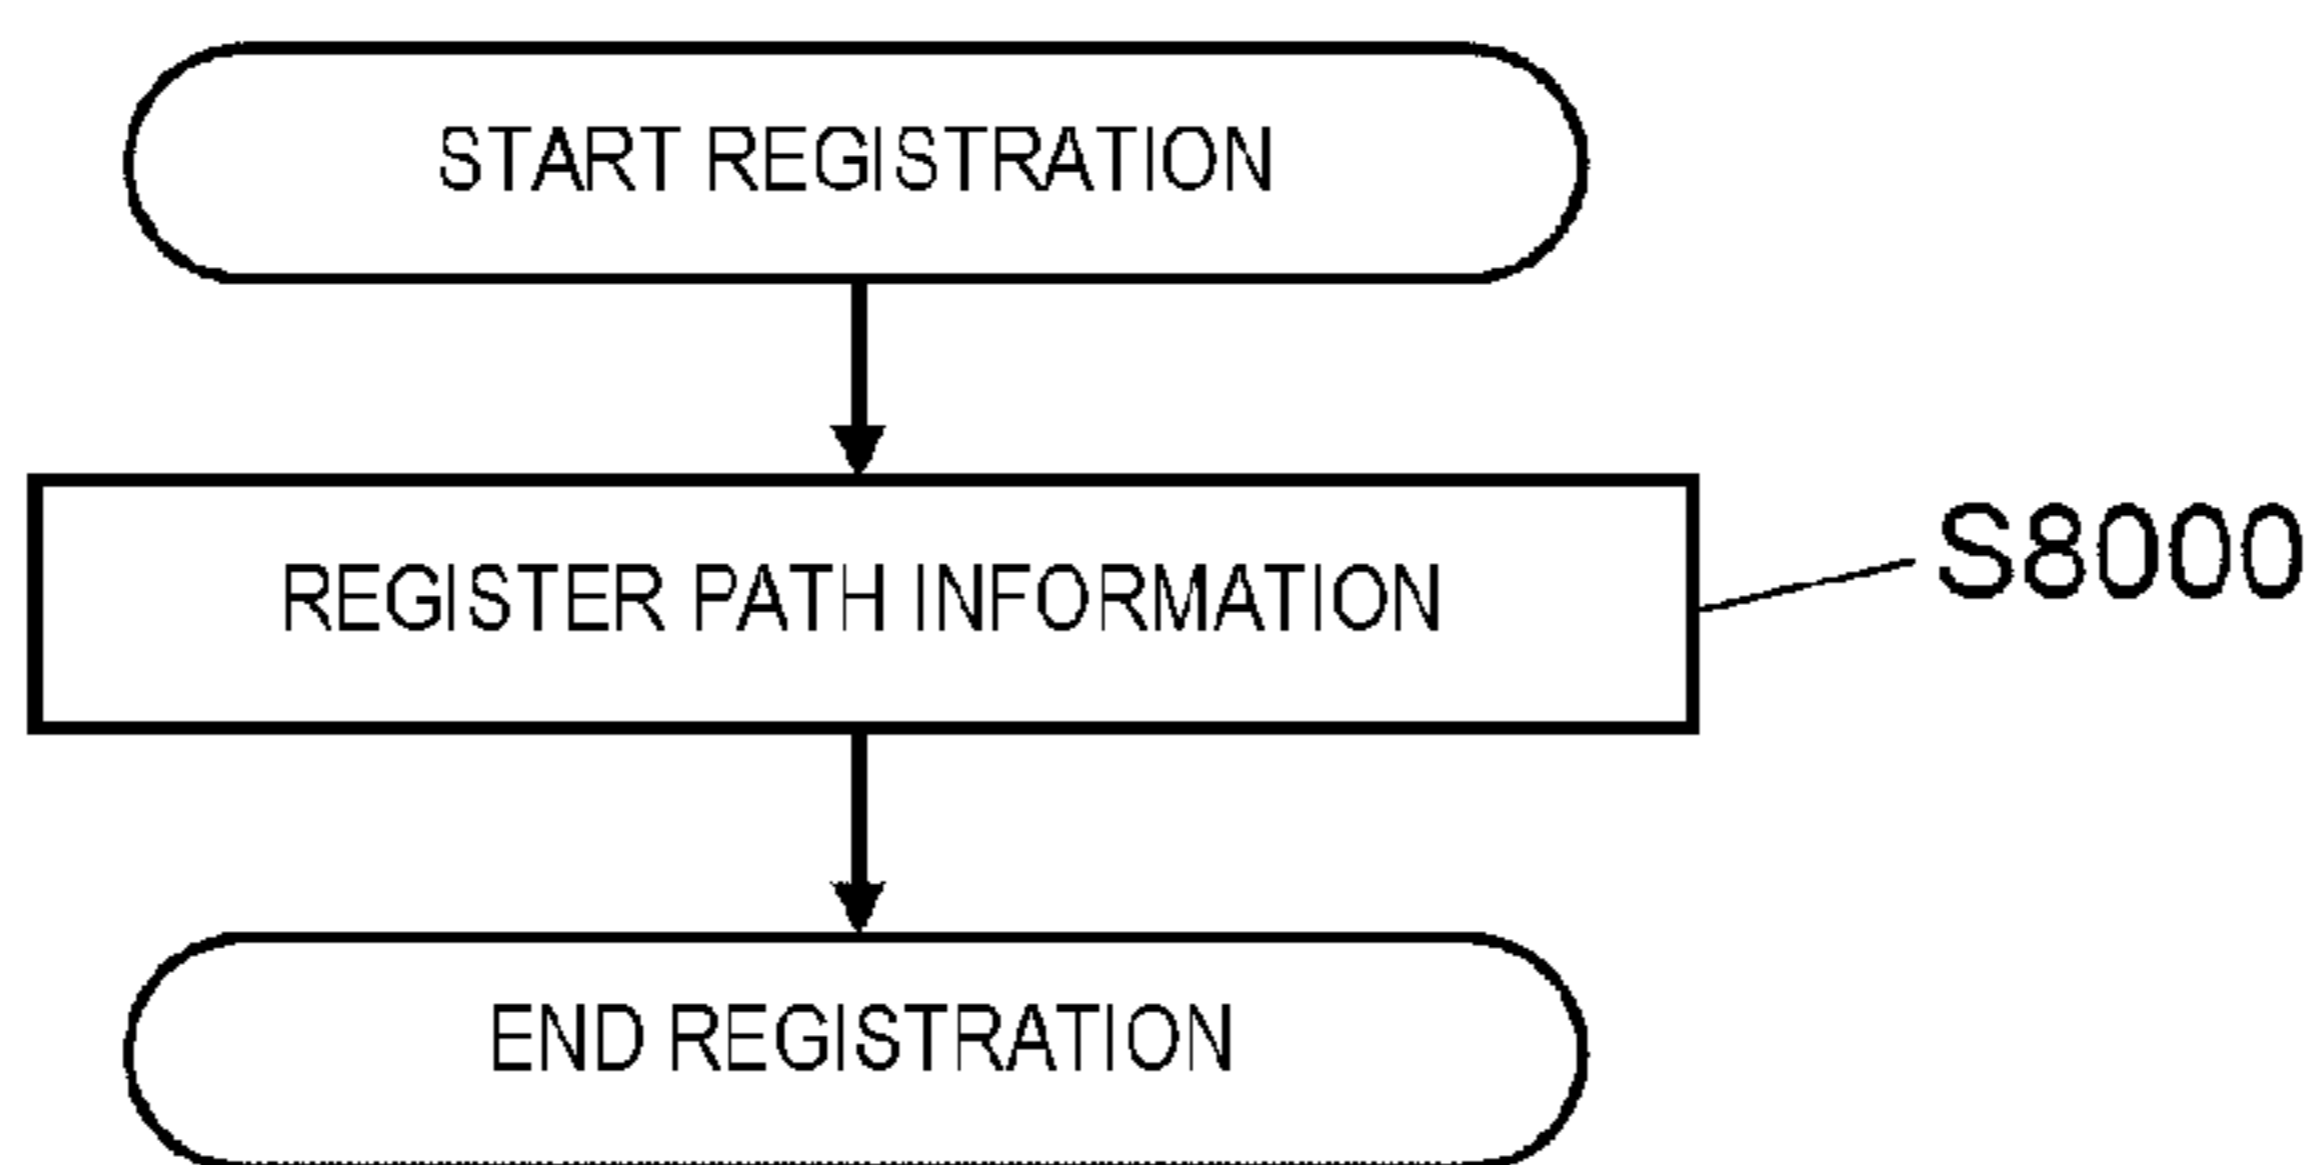 START REGISTRATION
REGISTER PATH INFORMATION
S8000
END REGISTRATION